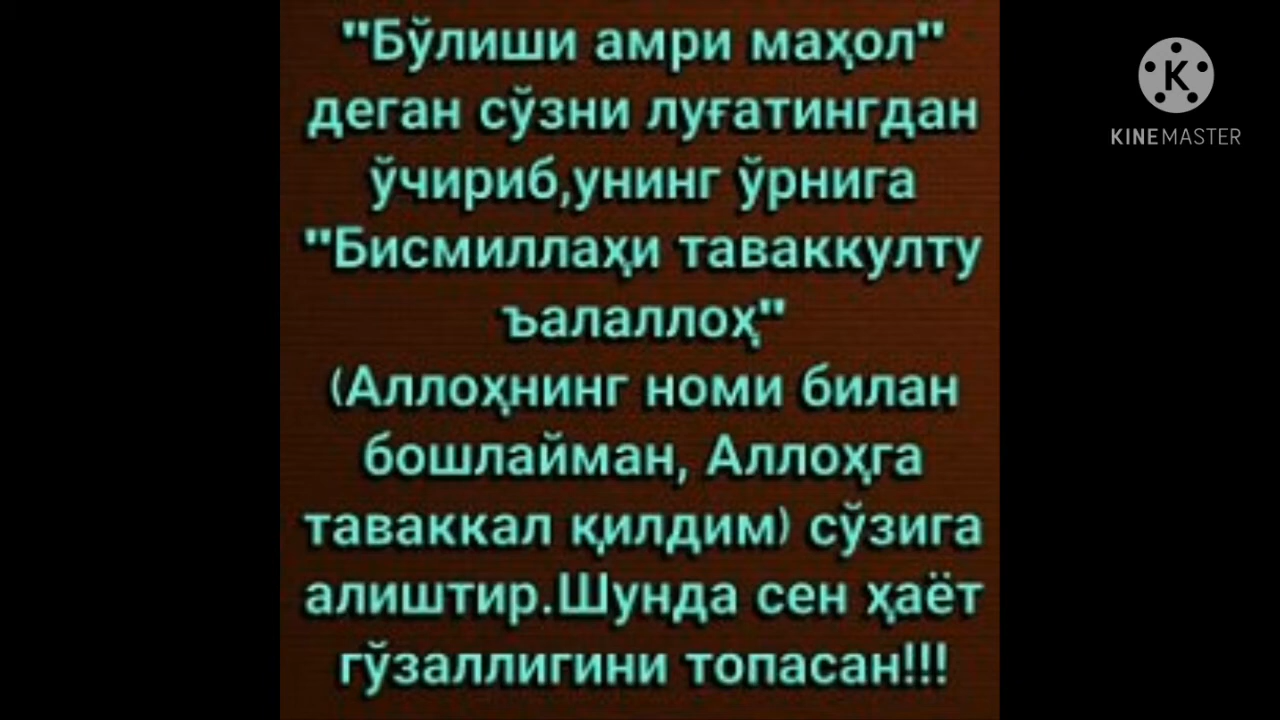 "Бўлиши амри маҳол"
деган сўзни луғатингдан
ўчириб,унинг ўрнига
"Бисмиллаҳи таваккулту
ъалаллоҳ"
(Аллоҳнинг номи билан
бошлайман, Аллоҳга
таваккал қилдим) сўзига
алиштир.Шунда сен ҳаёт
гўзаллигини топасан!!!
K
KINEMASTER